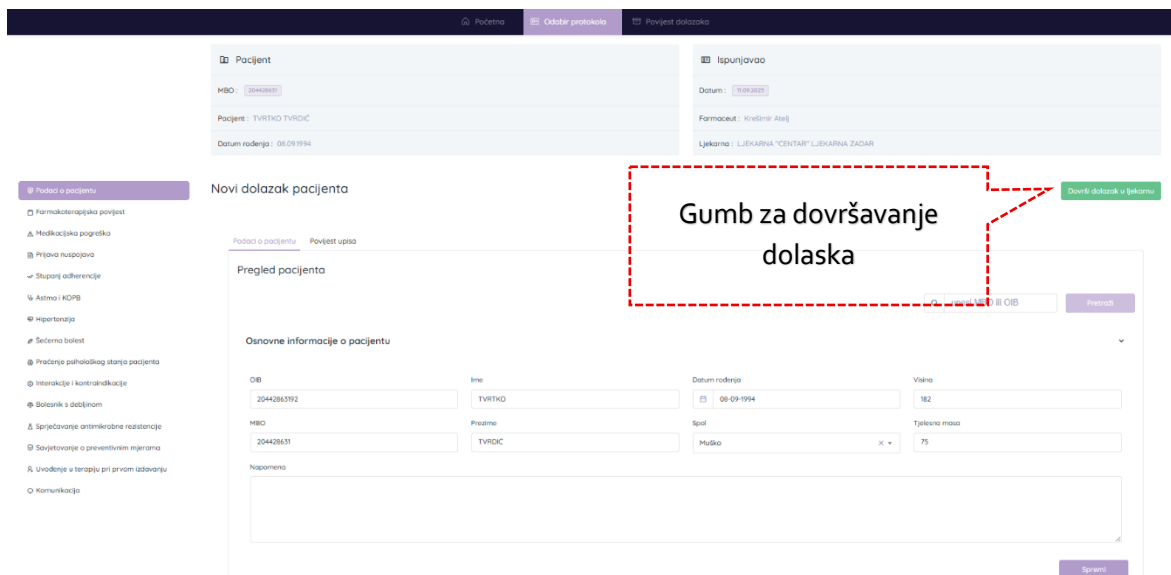 Početna Odabir protokola Povijest dolazaka
Pacijent
MBO : 204428631
Pacijent : TVRTKO TVRDIĆ
Datum rođenja : 08.09.1994
Ispunjavao
Datum : 11.09.2025
Farmaceut : Krešimir Atelj
Ljekarna : LJEKARNA "CENTAR" LJEKARNA ZADAR
Podaci o pacijentu
Farmakoterapijska povijest
Medikacijska pogreška
Prijava nuspojava
Stupanj adherencije
Astma i KOPB
Hipertenzija
Šećerna bolest
Praćenje psihološkog stanja pacijenta
Interakcije i kontraindikacije
Bolesnik s debljinom
Sprječavanje antimikrobne rezistencije
Savjetovanje o preventivnim mjerama
Uvođenje u terapiju pri prvom izdavanju
Komunikacija
Novi dolazak pacijenta
Gumb za dovršavanje
dolaska
Dovrši dolazak u ljekarnu
Podaci o pacijentu Povijest upisa
Pregled pacijenta
unesi MBO ili OIB Pretraži
Osnovne informacije o pacijentu
OIB Ime Datum rođenja Visina
20442863192 TVRTKO 08-09-1994 182
MBO Prezime Spol Tjelesna masa
204428631 TVRDIĆ Muško 75
Napomena
Spremi